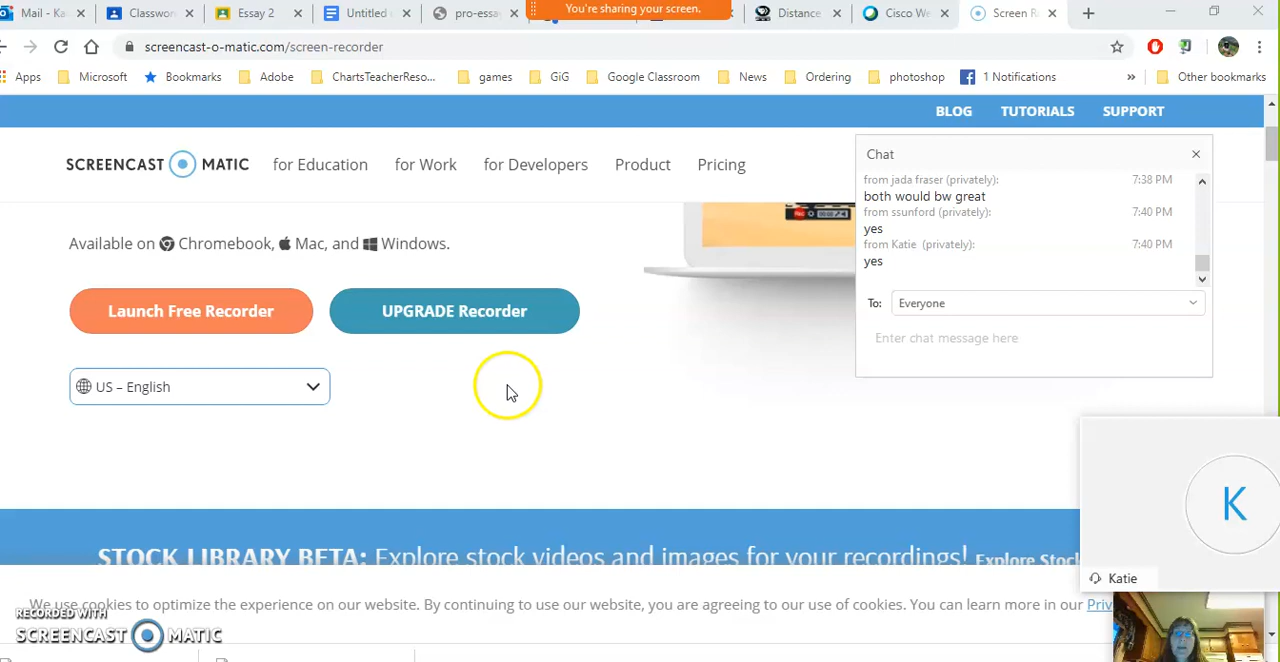 Mail - Ka
Classwor
Essay 2
Untitled
pro-essa
You're sharing your screen.
Distance
Cisco We
Screen R
screencast-o-matic.com/screen-recorder
Apps
Microsoft
Bookmarks
Adobe
ChartsTeacherReso...
games
GiG
Google Classroom
News
Ordering
photoshop
1 Notifications
»
Other bookmarks
BLOG
TUTORIALS
SUPPORT
SCREENCAST MATIC
for Education
for Work
for Developers
Product
Pricing
Available on Chromebook, Mac, and Windows.
Launch Free Recorder
UPGRADE Recorder
US – English
Chat
from jada fraser (privately): 7:38 PM
both would bw great
from ssunford (privately): 7:40 PM
yes
from Katie (privately): 7:40 PM
yes
To: Everyone
Enter chat message here
K
Katie
STOCK LIBRARY BETA: Explore stock videos and images for your recordings! Explore Stoc
We use cookies to optimize the experience on our website. By continuing to use our website, you are agreeing to our use of cookies. You can learn more in our Priv
RECORDED WITH
SCREENCAST MATIC